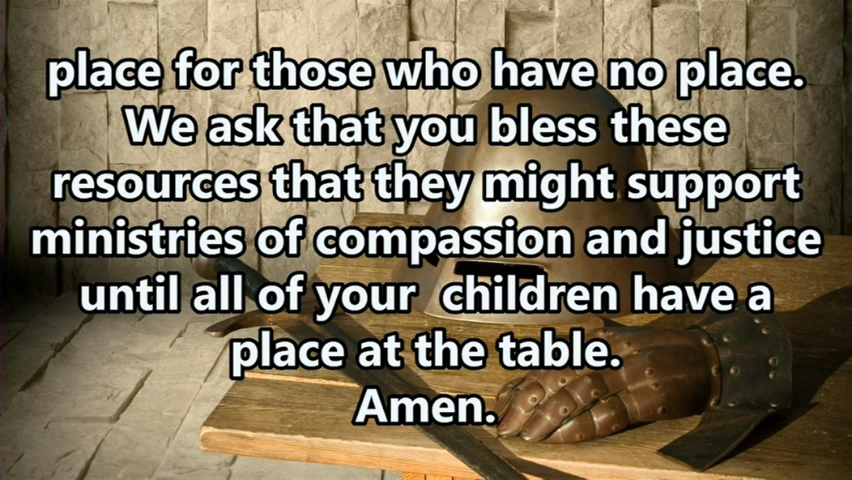 place for those who have no place.
We ask that you bless these
resources that they might support
ministries of compassion and justice
until all of your  children have a
place at the table.
Amen.